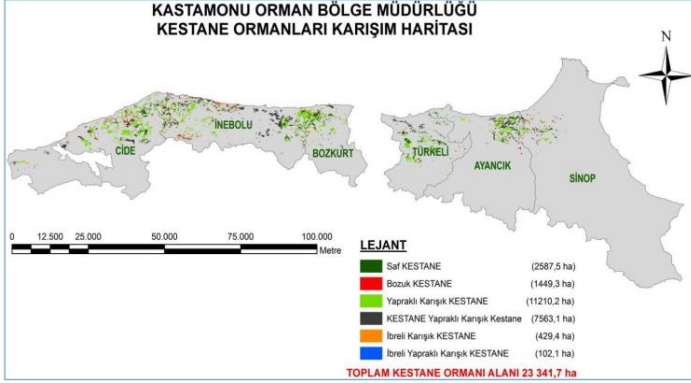 KASTAMONU ORMAN BÖLGE MÜDÜRLÜĞÜ
KESTANE ORMANLARI KARIŞIM HARİTASI
N
CİDE
İNEBOLU
BOZKURT
TÜRKELİ
AYANCIK
SİNOP
0 12.500 25.000 50.000 75.000 100.000
Metre
LEJANT
Saf KESTANE (2587,5 ha)
Bozuk KESTANE (1449,3 ha)
Yapraklı Karışık KESTANE (11210,2 ha)
KESTANE Yapraklı Karışık Kestane (7563,1 ha)
İbreli Karışık KESTANE (429,4 ha)
İbreli Yapraklı Karışık KESTANE (102,1 ha)
TOPLAM KESTANE ORMANI ALANI 23 341,7 ha